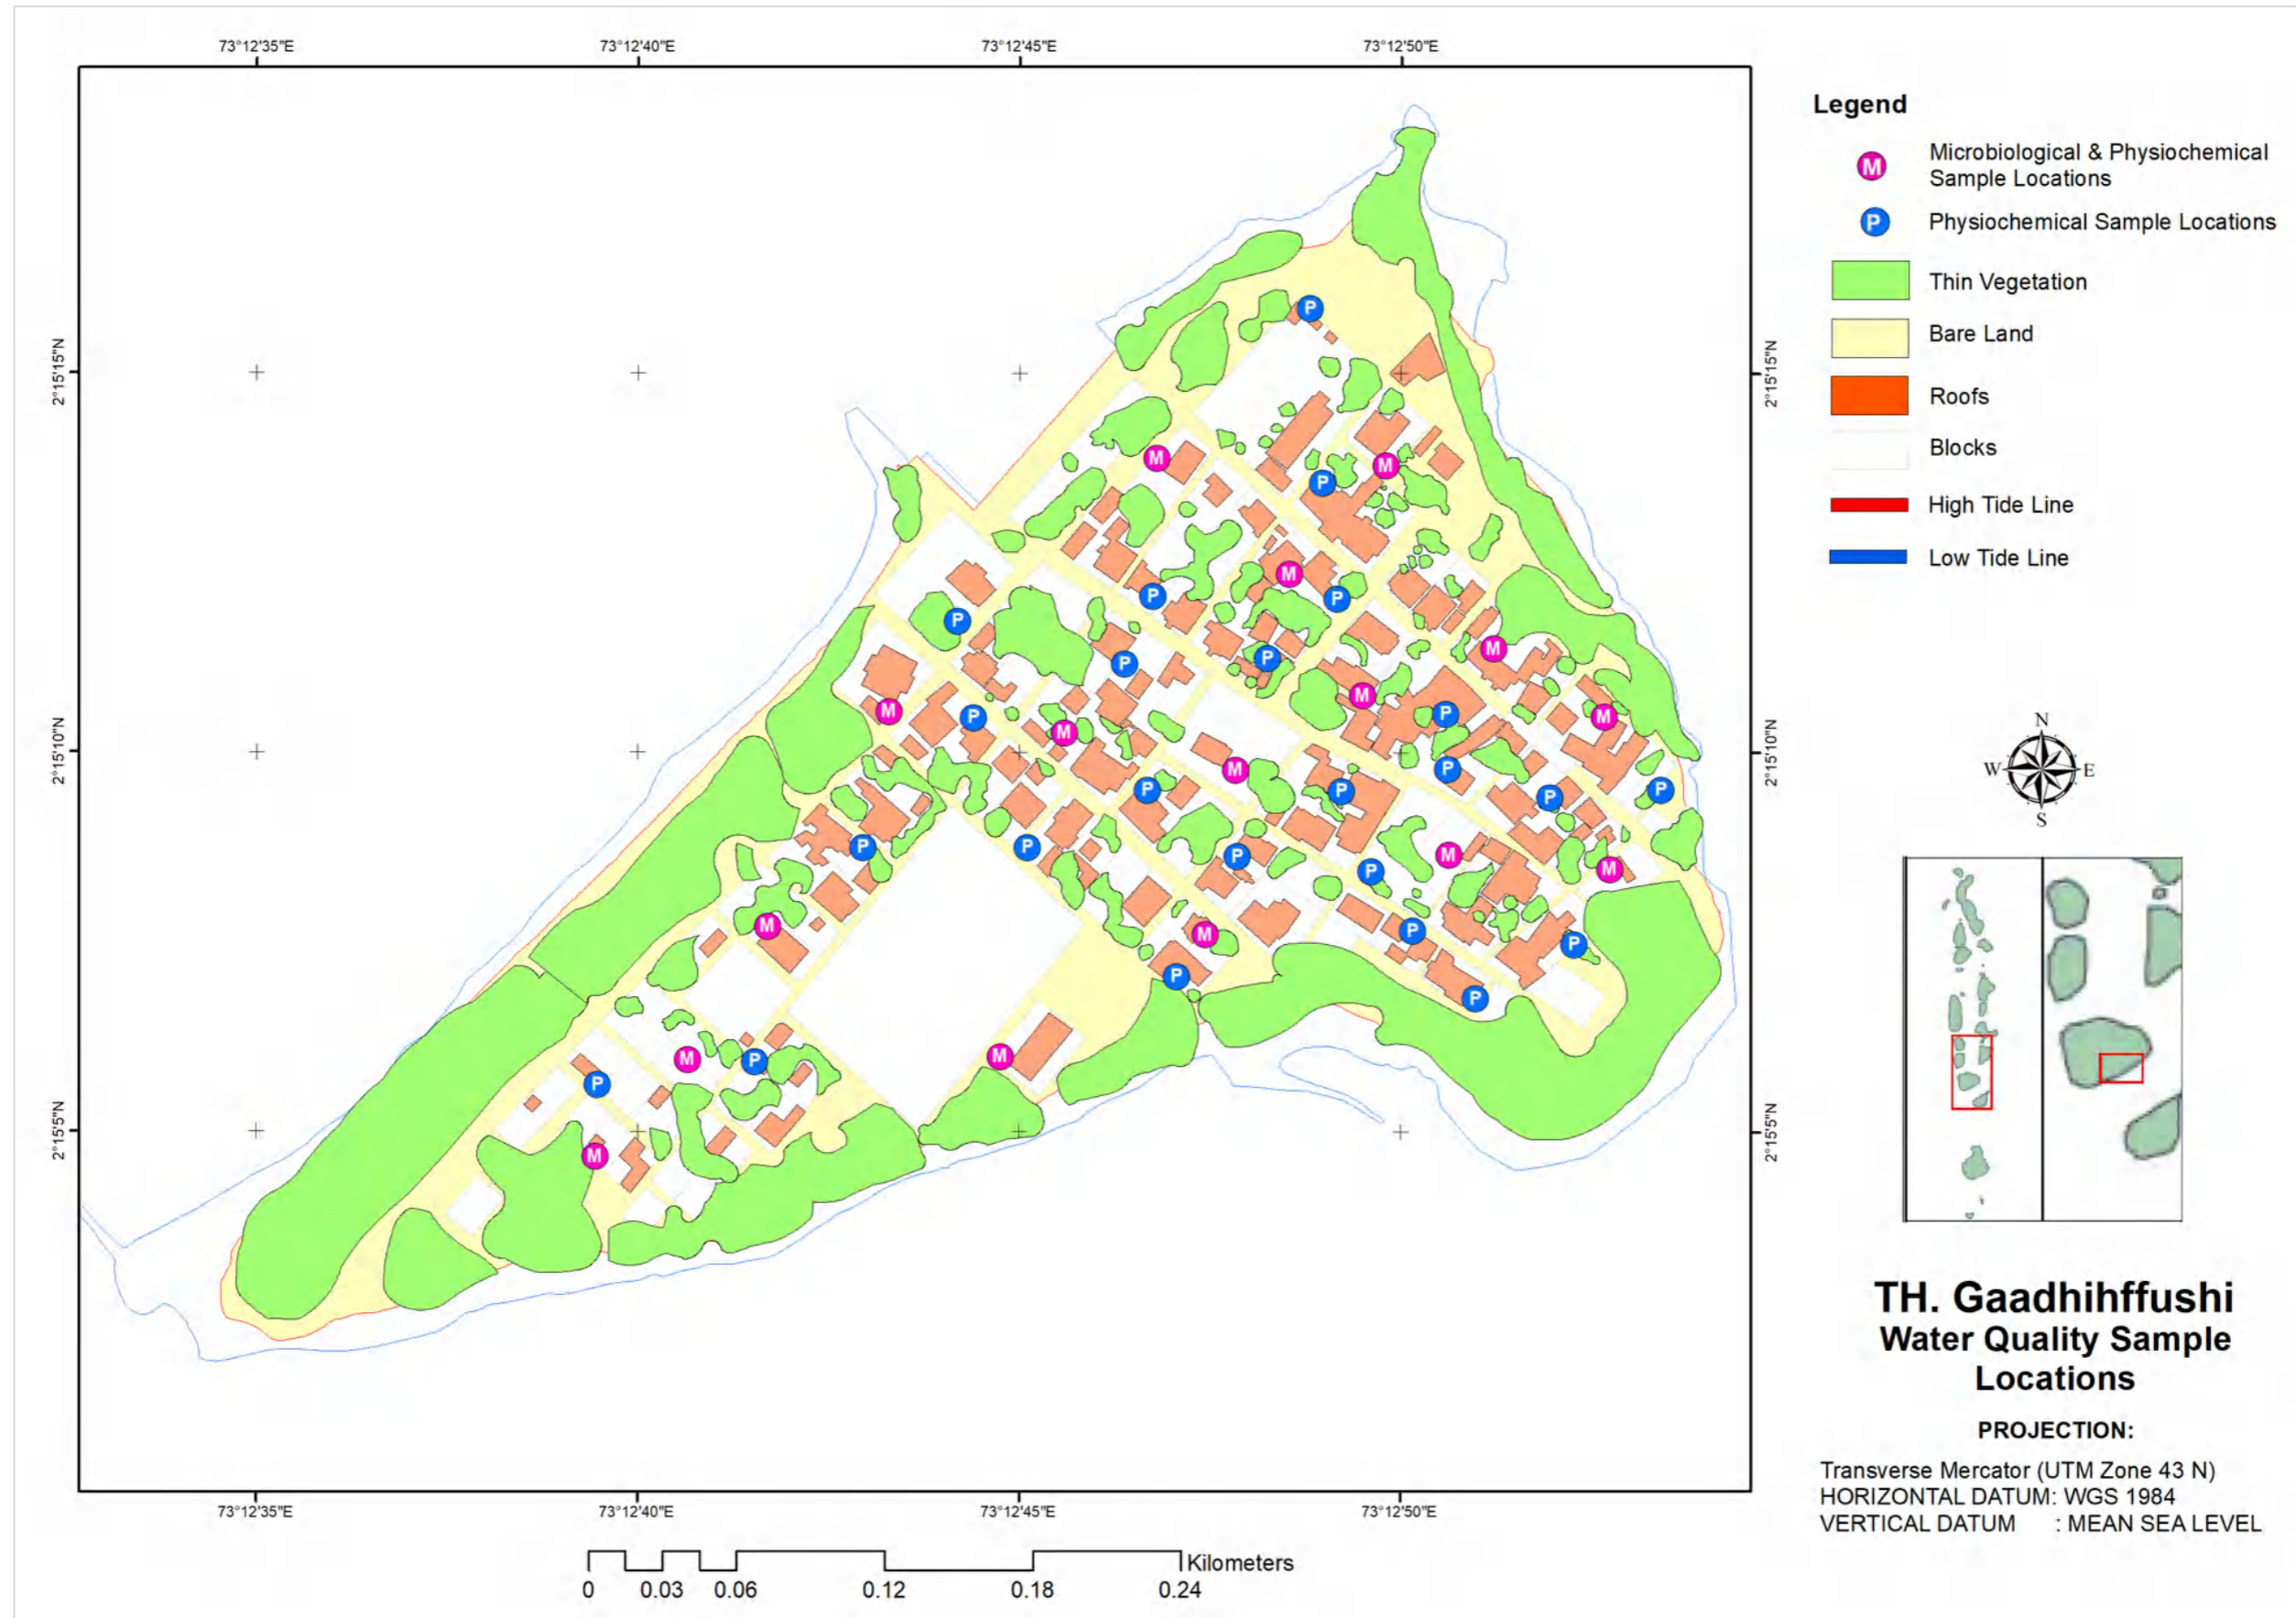 73°12'35"E 73°12'40"E 73°12'45"E 73°12'50"E
2°15'15"N
2°15'10"N
2°15'5"N
P
M M
P
M
P P
P
M
P P
M
M P P M
M
M P
P P P P
P P P M
P M
M M P P
P P
M P M
P
M
2°15'15"N
2°15'10"N
2°15'5"N
73°12'35"E 73°12'40"E 73°12'45"E 73°12'50"E
Kilometers
0 0.03 0.06 0.12 0.18 0.24
Legend
M Microbiological & Physiochemical
Sample Locations
P Physiochemical Sample Locations
Thin Vegetation
Bare Land
Roofs
Blocks
High Tide Line
Low Tide Line
N
W E
S
TH. Gaadhihffushi
Water Quality Sample
Locations
PROJECTION:
Transverse Mercator (UTM Zone 43 N)
HORIZONTAL DATUM: WGS 1984
VERTICAL DATUM : MEAN SEA LEVEL